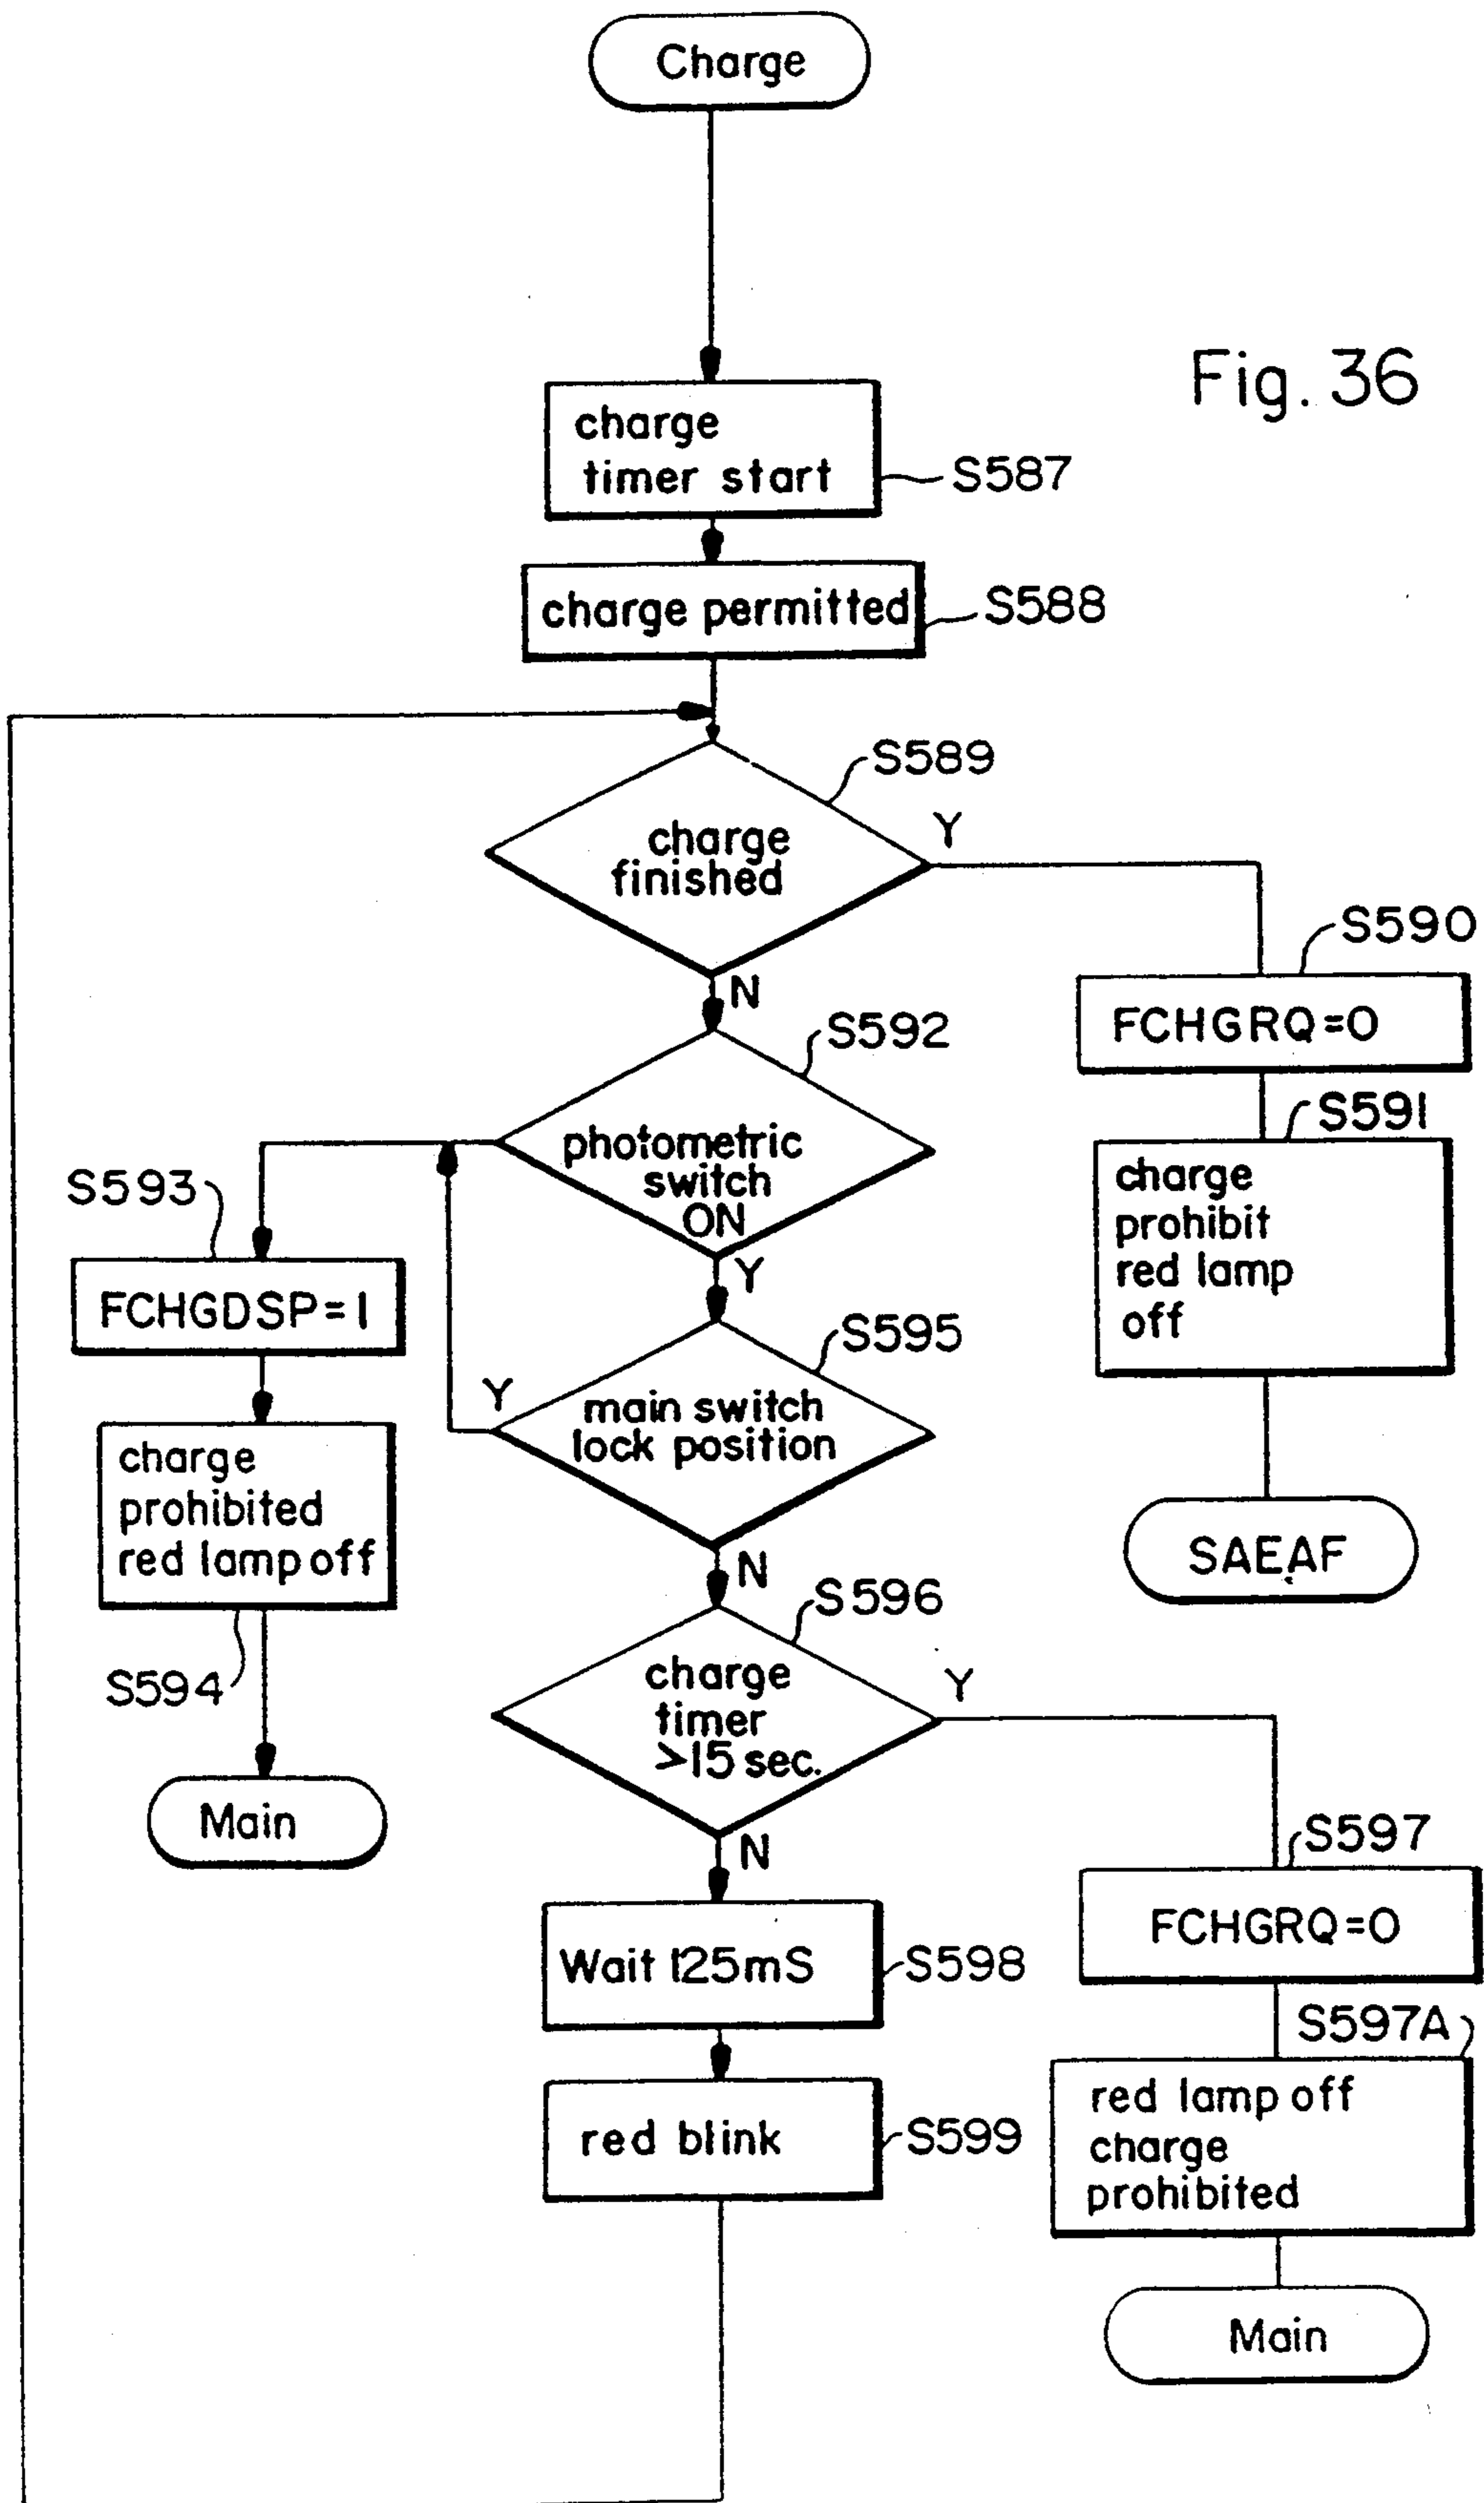 Charge
Fig. 36
charge
timer start
S587
charge permitted
S588
S589
charge
finished
Y
S590
N
FCHGRQ=0
S592
S591
photometric
switch
ON
charge
prohibit
red lamp
off
S593
Y
FCHGDSP=1
S595
Y
main switch
lock position
charge
prohibited
red lamp off
SAEAF
N
S596
S594
charge
timer
>15 sec.
Y
Main
S597
N
FCHGRQ=0
Wait 125mS
S598
S597A
red lamp off
charge
prohibited
red blink
S599
Main